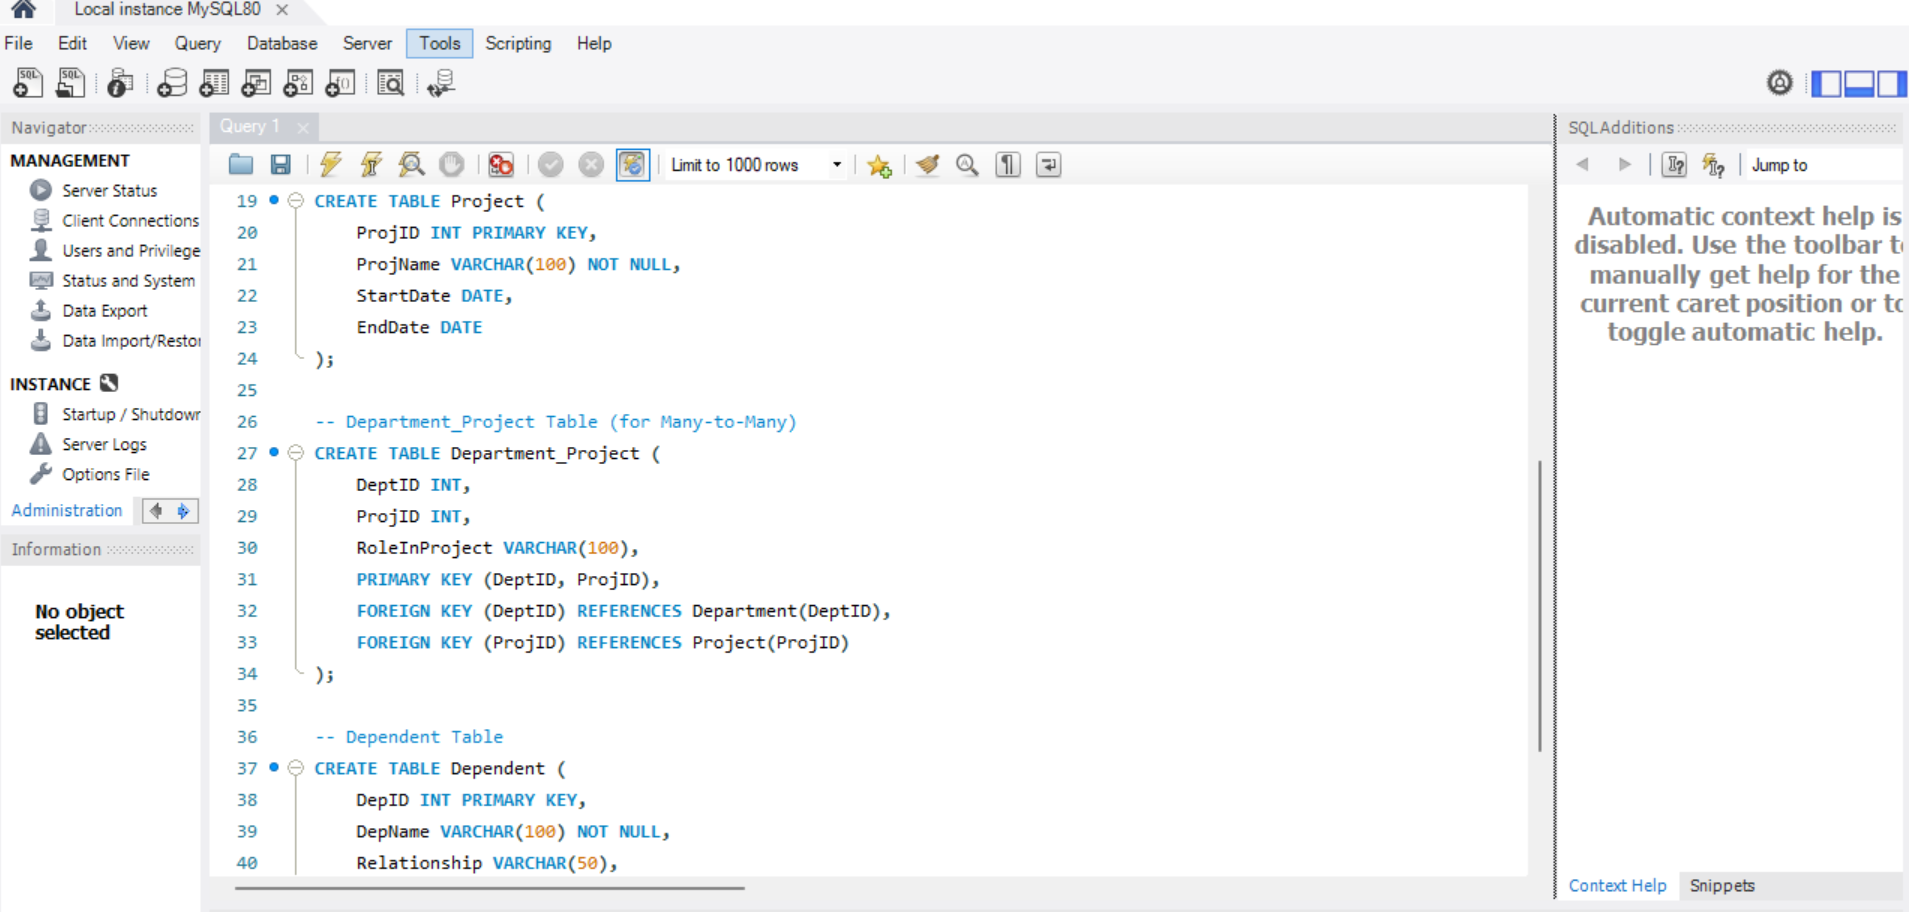 Local instance MySQL80 ×
File Edit View Query Database Server Tools Scripting Help
Navigator
MANAGEMENT
Server Status
Client Connections
Users and Privilege
Status and System
Data Export
Data Import/Restor
INSTANCE
Startup / Shutdown
Server Logs
Options File
Administration
Information
No object
selected
Query 1 ×
Limit to 1000 rows
19 CREATE TABLE Project (
20 ProjID INT PRIMARY KEY,
21 ProjName VARCHAR(100) NOT NULL,
22 StartDate DATE,
23 EndDate DATE
24 );
25
26 -- Department_Project Table (for Many-to-Many)
27 CREATE TABLE Department_Project (
28 DeptID INT,
29 ProjID INT,
30 RoleInProject VARCHAR(100),
31 PRIMARY KEY (DeptID, ProjID),
32 FOREIGN KEY (DeptID) REFERENCES Department(DeptID),
33 FOREIGN KEY (ProjID) REFERENCES Project(ProjID)
34 );
35
36 -- Dependent Table
37 CREATE TABLE Dependent (
38 DepID INT PRIMARY KEY,
39 DepName VARCHAR(100) NOT NULL,
40 Relationship VARCHAR(50),
SQLAdditions
Jump to
Automatic context help is
disabled. Use the toolbar to
manually get help for the
current caret position or to
toggle automatic help.
Context Help Snippets